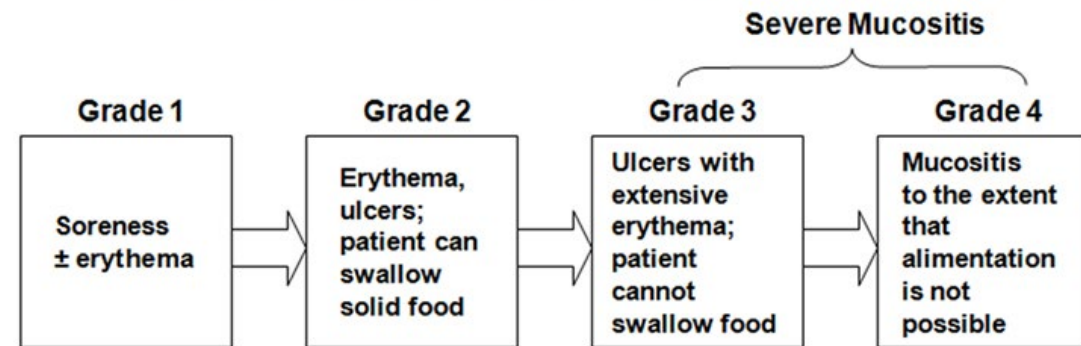 Severe Mucositis
Grade 1
Grade 2
Grade 3
Grade 4
Soreness
± erythema
Erythema,
ulcers;
patient can
swallow
solid food
Ulcers with
extensive
erythema;
patient
cannot
swallow food
Mucositis
to the extent
that
alimentation
is not
possible